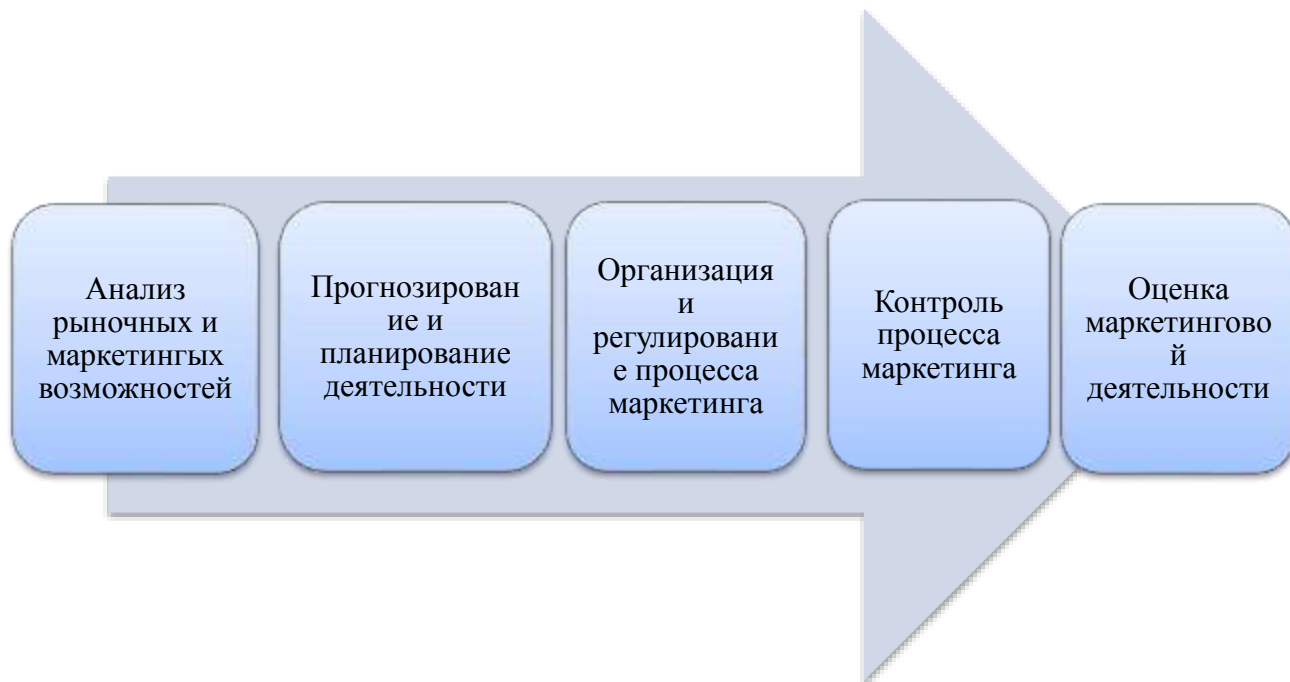 Анализ
рыночных и
маркетингых
возможностей
Прогнозирован
ие и
планирование
деятельности
Организация
и
регулировани
е процесса
маркетинга
Контроль
процесса
маркетинга
Оценка
маркетингово
й
деятельности